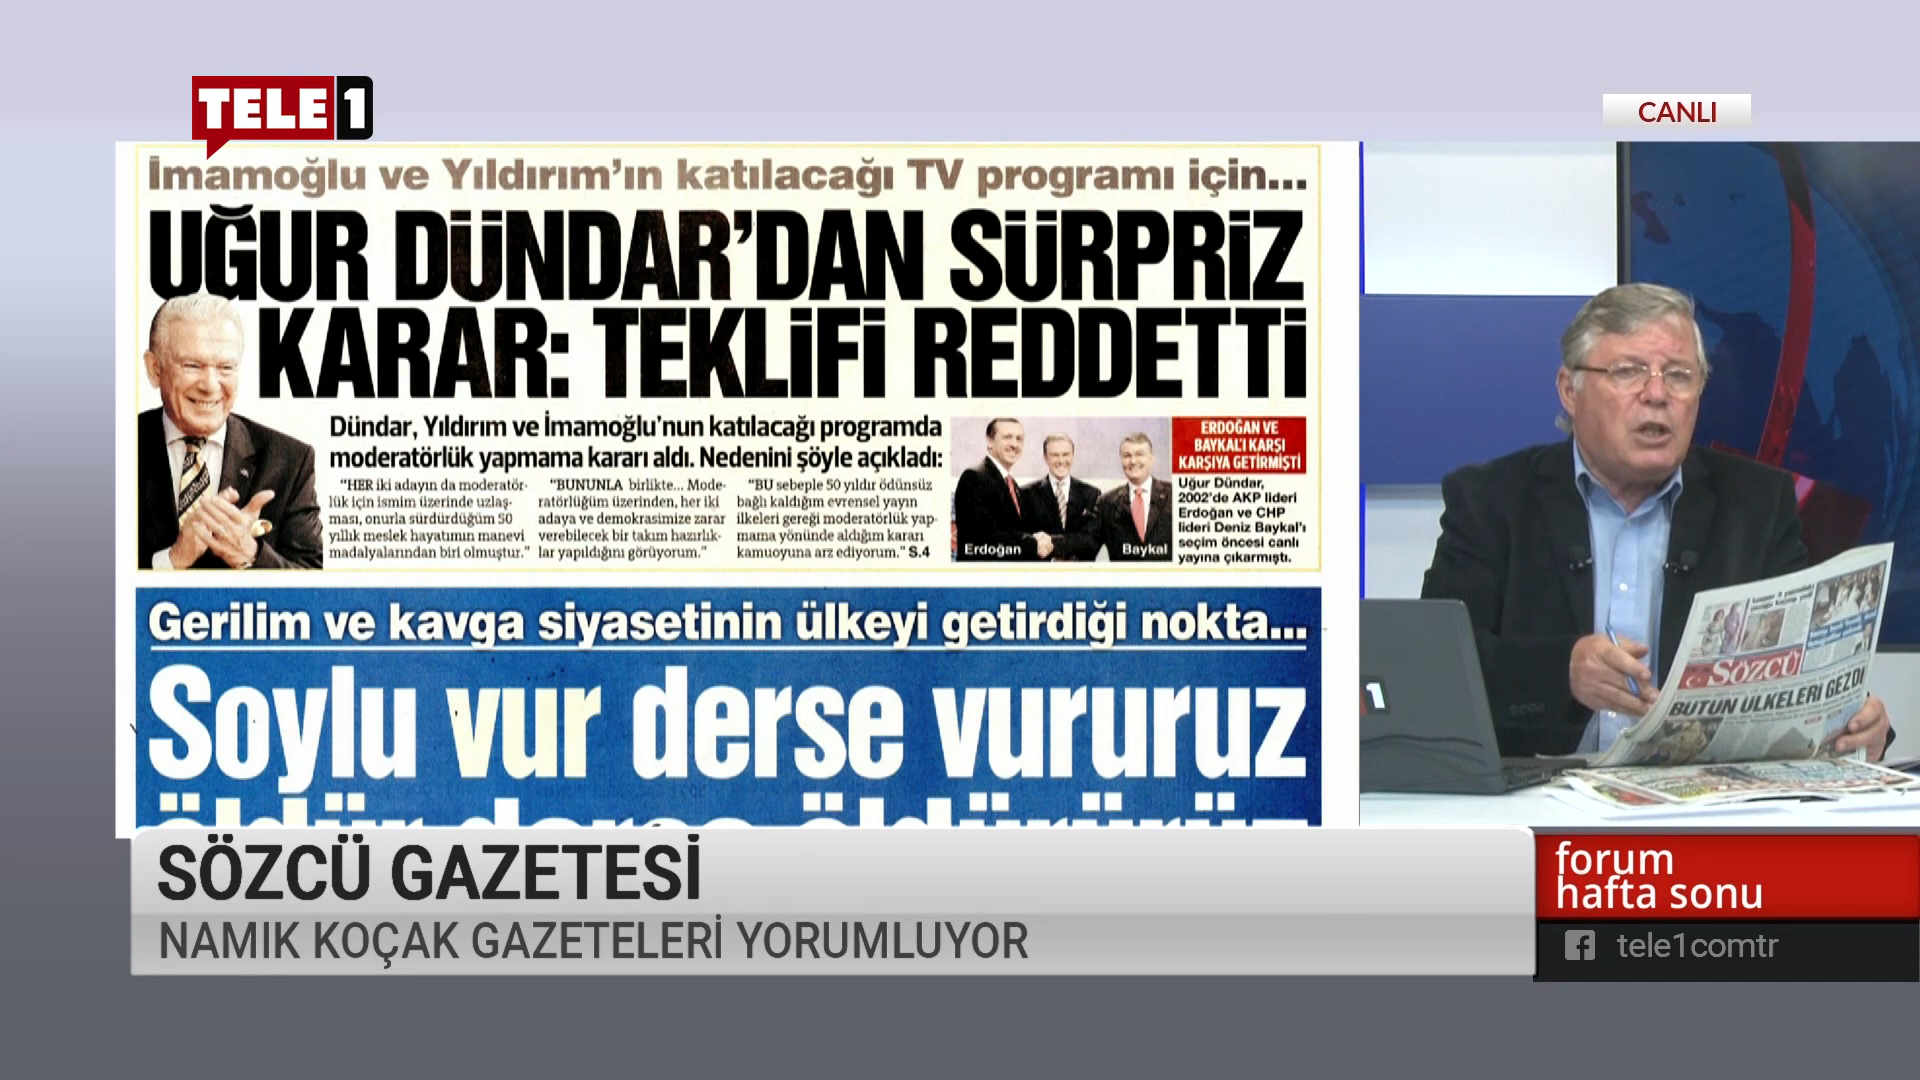 TELE1
CANLI
İmamoğlu ve Yıldırım'ın katılacağı TV programı için...
UĞUR DÜNDAR'DAN SÜRPRİZ
KARAR: TEKLİFİ REDDETTİ
Dündar, Yıldırım ve İmamoğlu'nun katılacağı programda
moderatörlük yapmama kararı aldı. Nedenini şöyle açıkladı:
"HER iki adayın da moderatör-
lük için ismim üzerinde uzlaş-
ması, onurla sürdürdüğüm 50
yıllık meslek hayatımın manevi
madalyalarından biri olmuştur."
"BUNUNLA birlikte... Mode-
ratörlüğüm üzerinden, her iki
adaya ve demokrasimize zarar
verebilecek bir takım hazırlık-
lar yapıldığını görüyorum."
"BU sebeple 50 yıldır ödünsüz
bağlı kaldığım evrensel yayın
ilkeleri gereği moderatörlük yap-
mama yönünde aldığım kararı
kamuoyuna arz ediyorum." S.4
Erdoğan
Baykal
ERDOĞAN VE
BAYKAL'I KARŞI
KARŞIYA GETİRMİŞTİ
Uğur Dündar,
2002'de AKP lideri
Erdoğan ve CHP
lideri Deniz Baykal'ı
seçim öncesi canlı
yayına çıkarmıştı.
Gerilim ve kavga siyasetinin ülkeyi getirdiği nokta...
Soylu vur derse vururuz
öldür derse öldürürüz
SÖZCÜ
BÜTÜN ÜLKELERİ GEZDİ
1
SÖZCÜ GAZETESİ
NAMIK KOÇAK GAZETELERİ YORUMLUYOR
forum
hafta sonu
tele1comtr